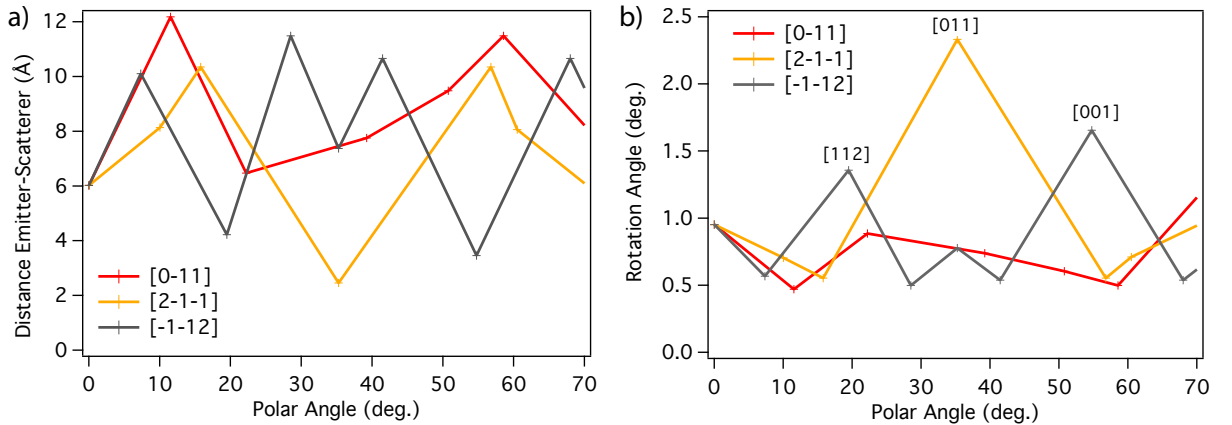 a)
12
10
8
6
4
2
0
Distance Emitter-Scatterer (Å)
[0-11]
[2-1-1]
[-1-12]
0 10 20 30 40 50 60 70
Polar Angle (deg.)
b)
2.5
2.0
1.5
1.0
0.5
0.0
Rotation Angle (deg.)
[0-11]
[2-1-1]
[-1-12]
[011]
[112]
[001]
0 10 20 30 40 50 60 70
Polar Angle (deg.)